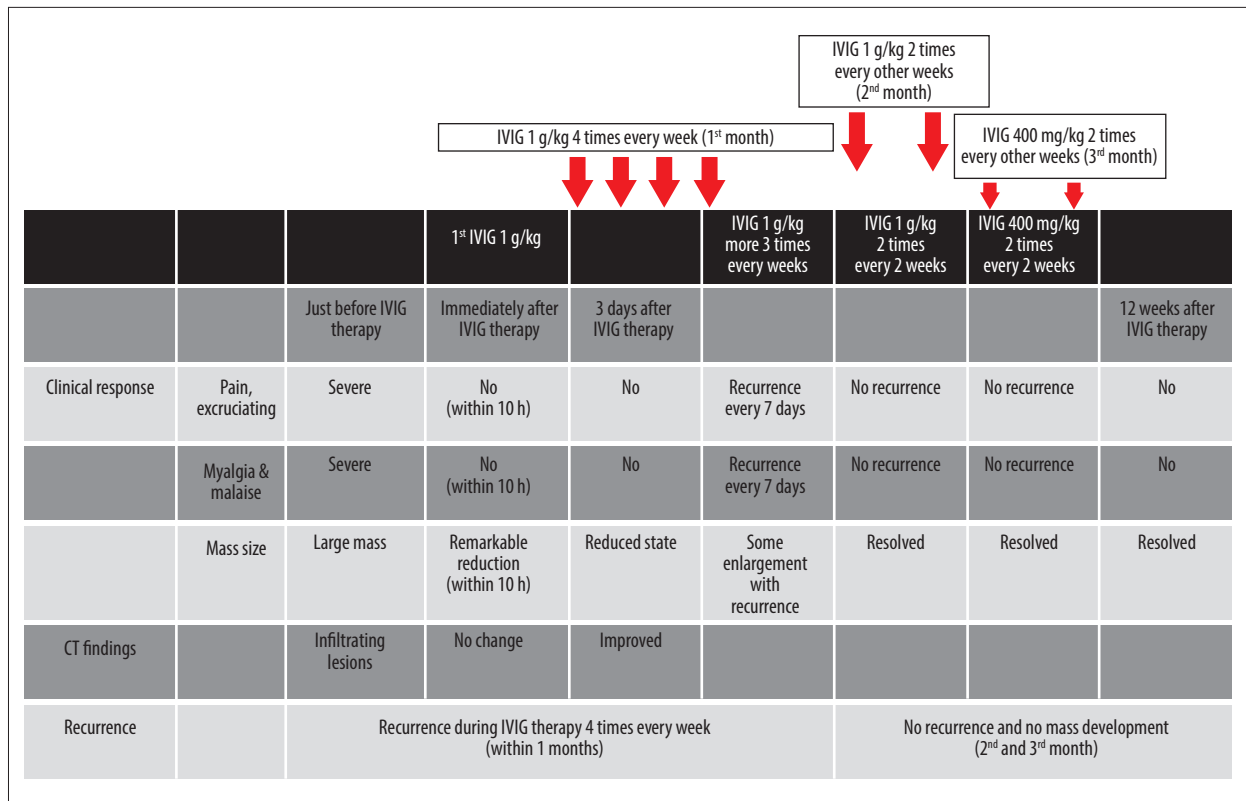 IVIG 1 g/kg 2 times
every other weeks
(2nd month)
IVIG 1 g/kg 4 times every week (1st month)
IVIG 400 mg/kg 2 times
every other weeks (3rd month)
1st IVIG 1 g/kg
IVIG 1 g/kg
more 3 times
every weeks
IVIG 1 g/kg
2 times
every 2 weeks
IVIG 400 mg/kg
2 times
every 2 weeks
Just before IVIG
therapy
Immediately after
IVIG therapy
3 days after
IVIG therapy
12 weeks after
IVIG therapy
Clinical response
Pain,
excruciating
Severe
No
(within 10 h)
No
Recurrence
every 7 days
No recurrence
No recurrence
No
Myalgia &
malaise
Severe
No
(within 10 h)
No
Recurrence
every 7 days
No recurrence
No recurrence
No
Mass size
Large mass
Remarkable
reduction
(within 10 h)
Reduced state
Some
enlargement
with
recurrence
Resolved
Resolved
Resolved
CT findings
Infiltrating
lesions
No change
Improved
Recurrence
Recurrence during IVIG therapy 4 times every week
(within 1 months)
No recurrence and no mass development
(2nd and 3rd month)